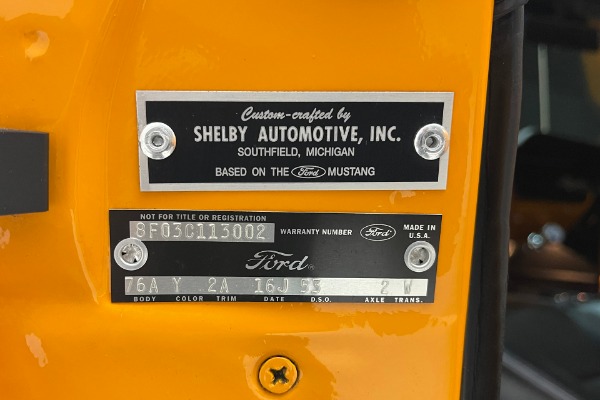 Custom-crafted by
SHELBY AUTOMOTIVE, INC.
SOUTHFIELD, MICHIGAN
BASED ON THE Ford MUSTANG
NOT FOR TITLE OR REGISTRATION
8F03C113002 WARRANTY NUMBER Ford MADE IN U.S.A.
Ford
76A Y 2A 16J 53 2 W
BODY COLOR TRIM DATE D.S.O. AXLE TRANS.